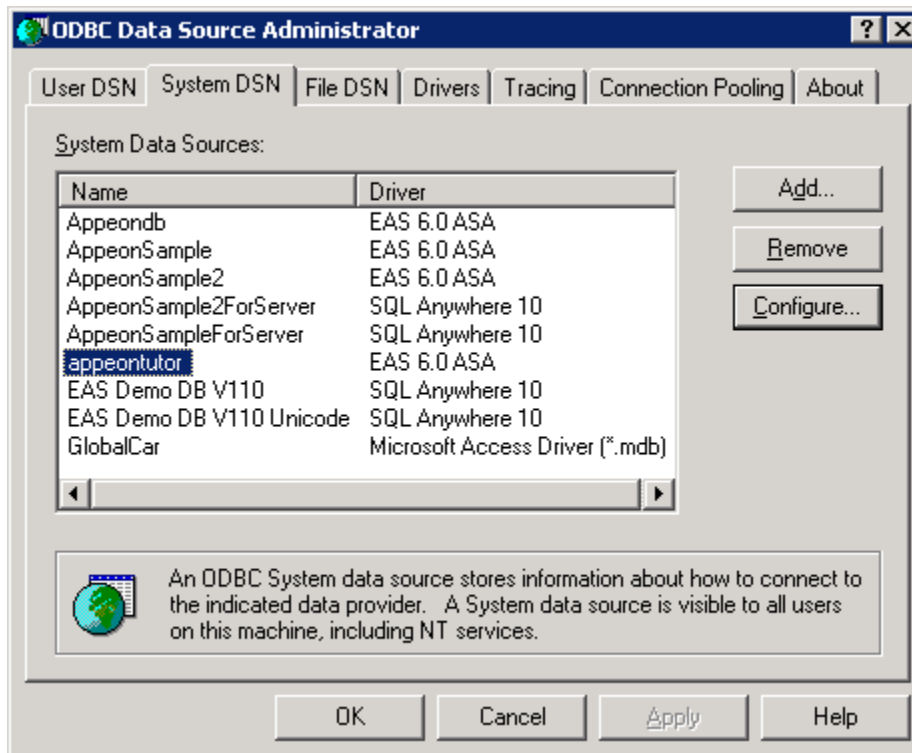 ODBC Data Source Administrator
User DSN System DSN File DSN Drivers Tracing Connection Pooling About
System Data Sources:
Name Driver
Appeondb EAS 6.0 ASA
AppeonSample EAS 6.0 ASA
AppeonSample2 EAS 6.0 ASA
AppeonSample2ForServer SQL Anywhere 10
AppeonSampleForServer SQL Anywhere 10
appeontutor EAS 6.0 ASA
EAS Demo DB V110 SQL Anywhere 10
EAS Demo DB V110 Unicode SQL Anywhere 10
GlobalCar Microsoft Access Driver (*.mdb)
Add...
Remove
Configure...
An ODBC System data source stores information about how to connect to
the indicated data provider. A System data source is visible to all users
on this machine, including NT services.
OK Cancel Apply Help